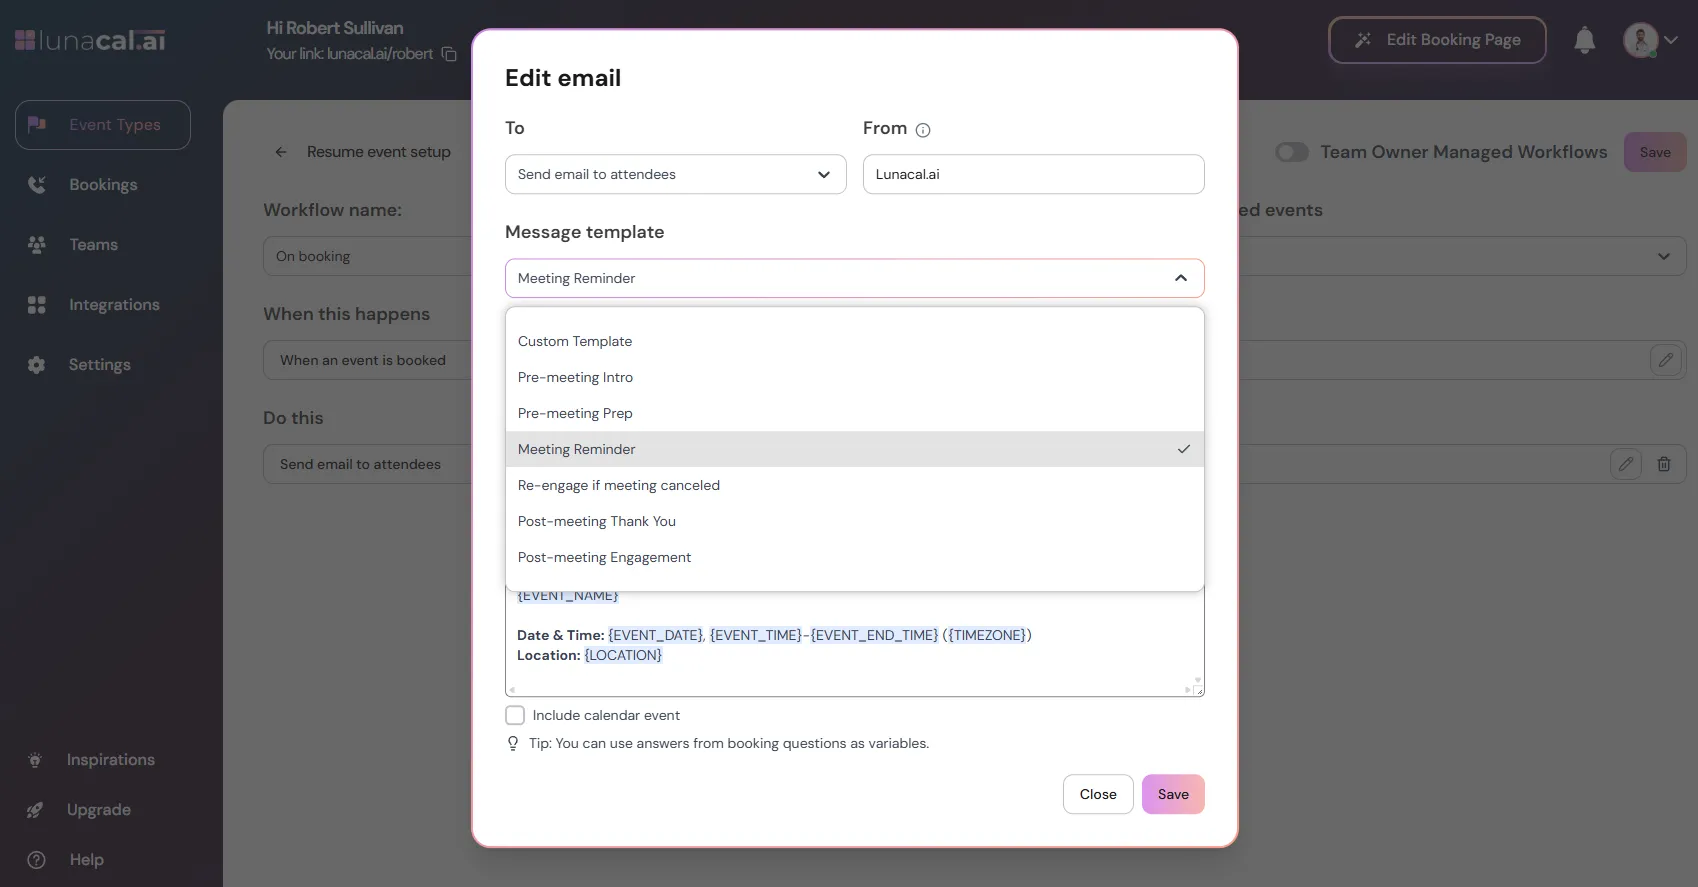 lunacal.ai
Hi Robert Sullivan
Your link: lunacal.ai/robert
Edit Booking Page
Event Types
Bookings
Teams
Integrations
Settings
Inspirations
Upgrade
Help
Resume event setup
Team Owner Managed Workflows
Save
Workflow name:
ed events
On booking
When this happens
When an event is booked
Do this
Send email to attendees
Edit email
To
From
Send email to attendees
Lunacal.ai
Message template
Meeting Reminder
Custom Template
Pre-meeting Intro
Pre-meeting Prep
Meeting Reminder
Re-engage if meeting canceled
Post-meeting Thank You
Post-meeting Engagement
{EVENT_NAME}
Date & Time: {EVENT_DATE}, {EVENT_TIME}-{EVENT_END_TIME} ({TIMEZONE})
Location: {LOCATION}
Include calendar event
Tip: You can use answers from booking questions as variables.
Close
Save